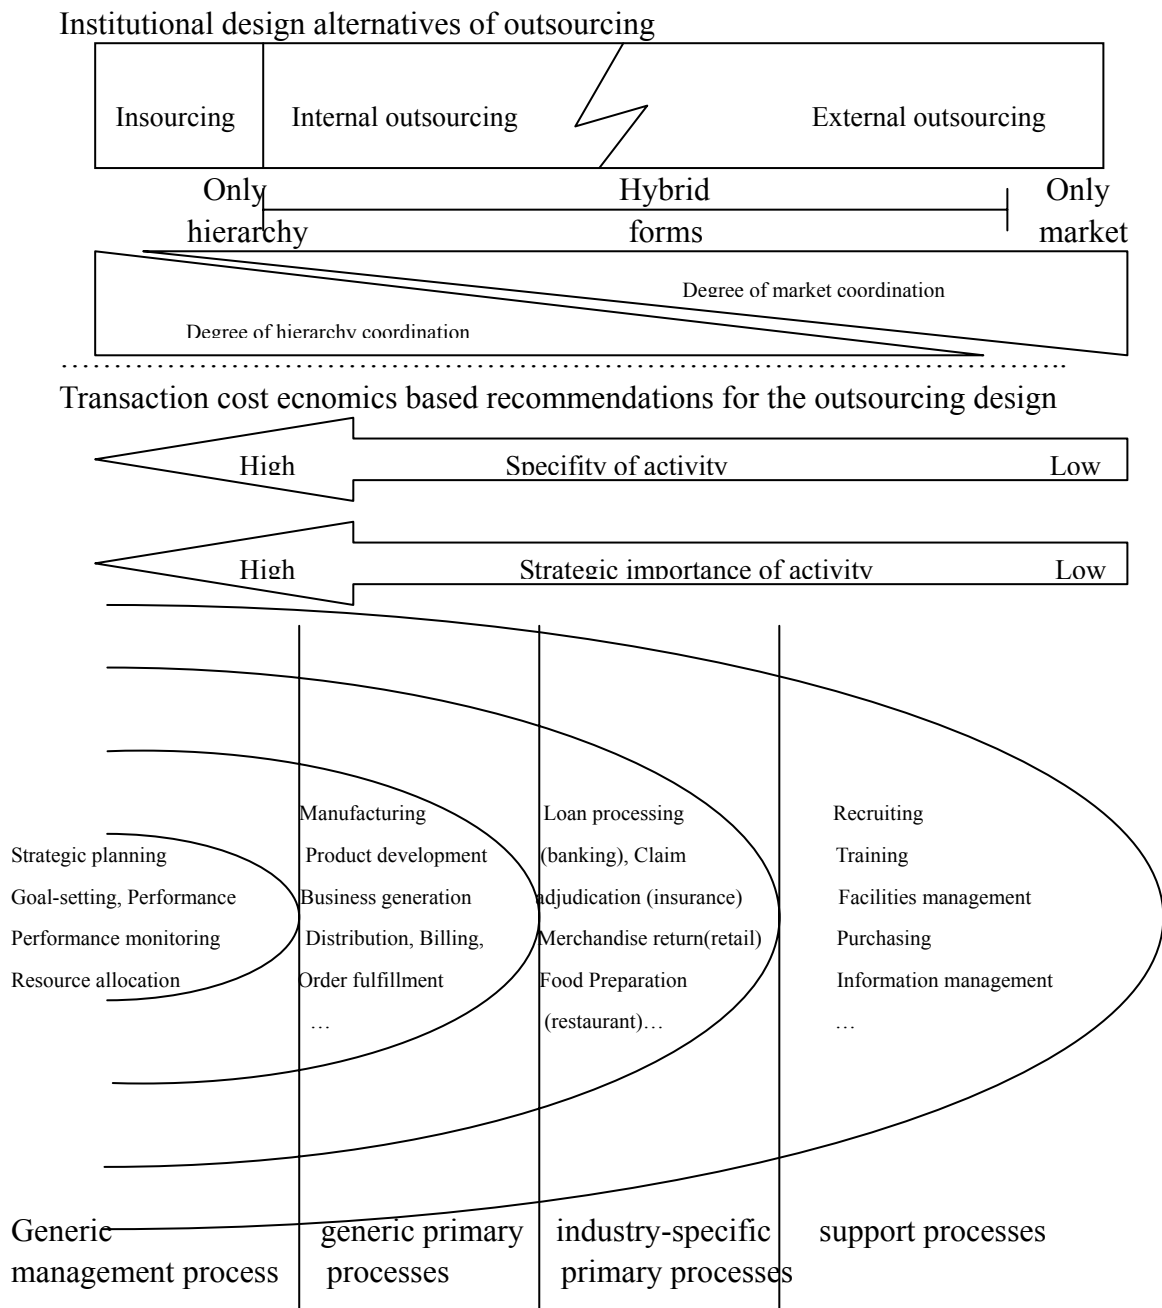 Institutional design alternatives of outsourcing
Insourcing
Internal outsourcing
External outsourcing
Only
hierarchy
Hybrid
forms
Only
market
Degree of market coordination
Degree of hierarchy coordination
Transaction cost ecnomics based recommendations for the outsourcing design
High Specifity of activity Low
High Strategic importance of activity Low
Strategic planning
Goal-setting, Performance
Performance monitoring
Resource allocation
Manufacturing
Product development
Business generation
Distribution, Billing,
Order fulfillment
…
Loan processing
(banking), Claim
adjudication (insurance)
Merchandise return(retail)
Food Preparation
(restaurant)…
Recruiting
Training
Facilities management
Purchasing
Information management
…
Generic
management process
generic primary
processes
industry-specific
primary processes
support processes